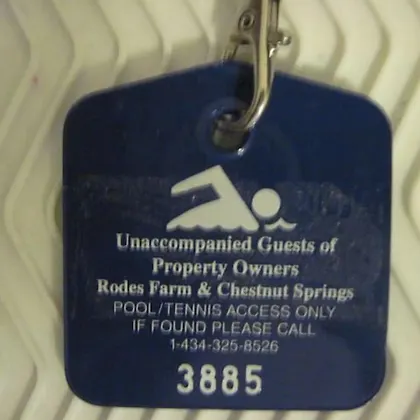 Unaccompanied Guests of
Property Owners
Rodes Farm & Chestnut Springs
POOL/TENNIS ACCESS ONLY
IF FOUND PLEASE CALL
1-434-325-8526
3885